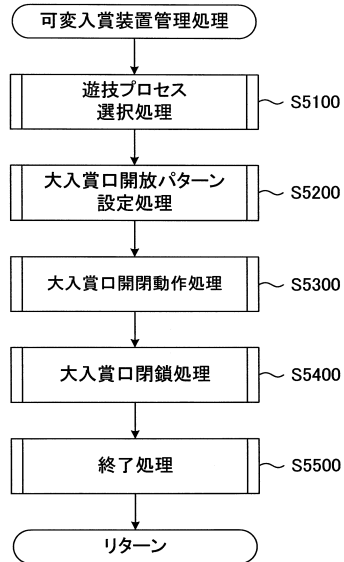 可変入賞装置管理処理
遊技プロセス
選択処理
S5100
大入賞口開放パターン
設定処理
S5200
大入賞口開閉動作処理
S5300
大入賞口閉鎖処理
S5400
終了処理
S5500
リターン